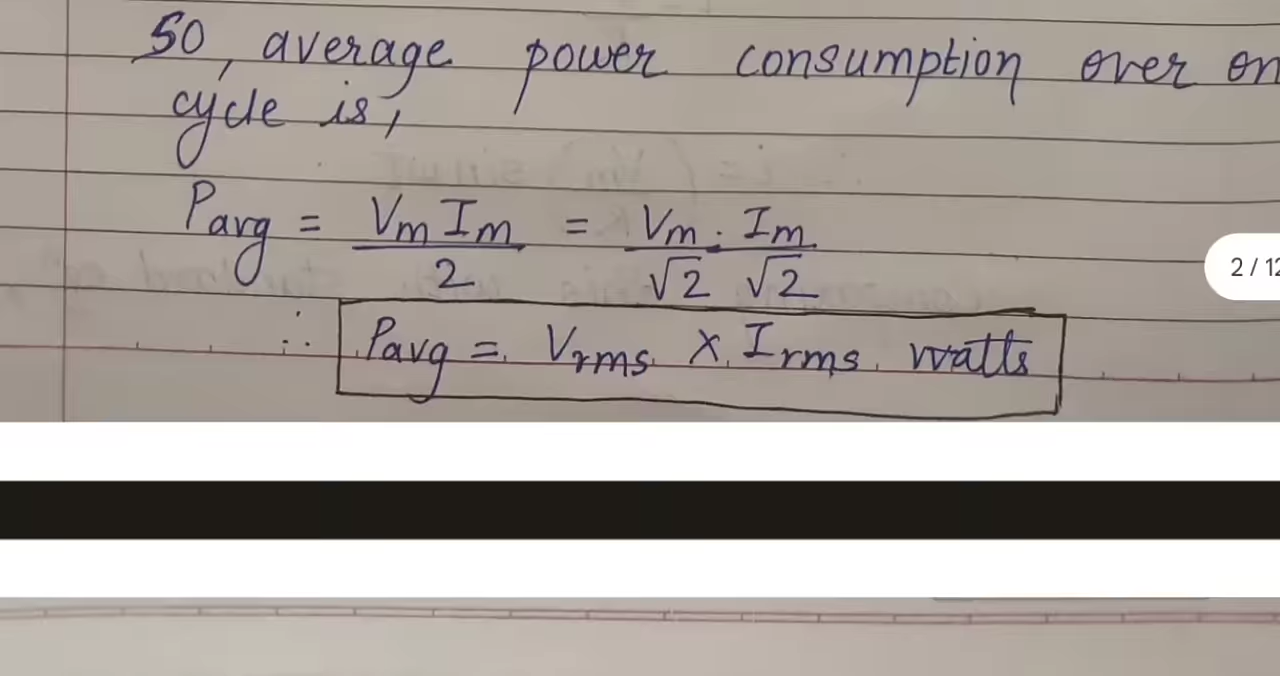 So, average power consumption over on
cycle is,
Pavg = VmIm/2 = Vm/√2 · Im/√2
∴ Pavg = Vrms × Irms watts
2 / 12